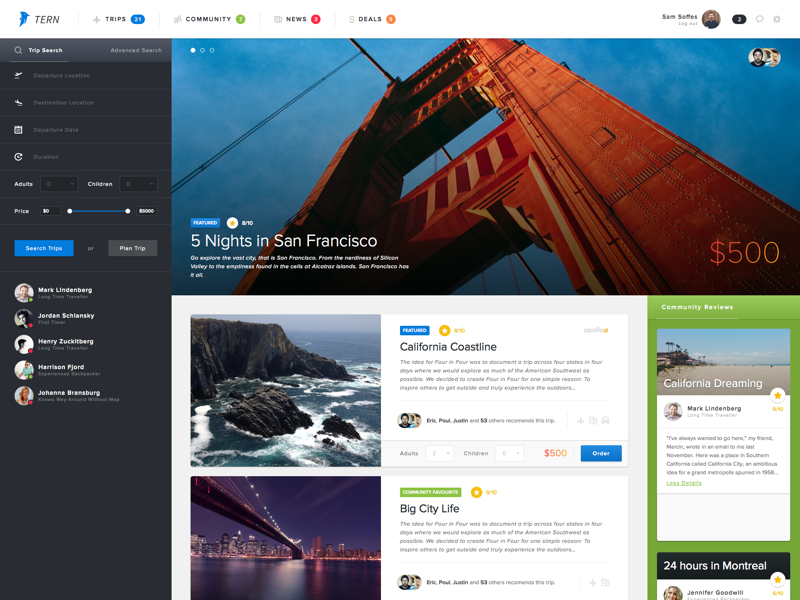 TERN
TRIPS 21
COMMUNITY 7
NEWS 3
DEALS
Sam Soffes
Log out
2
Trip Search
Advanced Search
Departure Location
Destination Location
Departure Date
Duration
Adults 0 Children 0
Price $0 $5000
Search Trips or Plan Trip
Mark Lindenberg
Long Time Traveller
Jordan Schlansky
First Timer
Henry Zuckitberg
Long Time Traveller
Harrison Fjord
Experienced Backpacker
Johanna Bransburg
Knows Way Around Without Map
FEATURED 8/10
5 Nights in San Francisco
Go explore the vast city, that is San Francisco. From the nerdiness of Silicon
Valley to the emptiness found in the cells at Alcatraz Islands. San Francisco has
it all.
$500
FEATURED 8/10
apollo
California Coastline
The idea for Four in Four was to document a trip across four states in four
days where we would explore as much of the American Southwest as
possible. We decided to create Four in Four for one simple reason: To
inspire others to get outside and truly experience the outdoors...
Eric, Poul, Justin and 53 others recomends this trip.
Adults 2 Children 0 $500 Order
COMMUNITY FAVOURITE 9/10
Big City Life
The idea for Four in Four was to document a trip across four states in four
days where we would explore as much of the American Southwest as
possible. We decided to create Four in Four for one simple reason: To
inspire others to get outside and truly experience the outdoors...
Eric, Poul, Justin and 53 others recomends this trip.
Community Reviews
California Dreaming
Mark Lindenberg
Long Time Traveller
9/10
"I've always wanted to go here," my friend,
Mercin, wrote in an email to me last
November. Here was a place in Southern
California called California City, an ambitious
idea for a grand metropolis spurred in 1958...
Less Details
24 hours in Montreal
Jennifer Goodwill
Experienced Backpacker
6/10